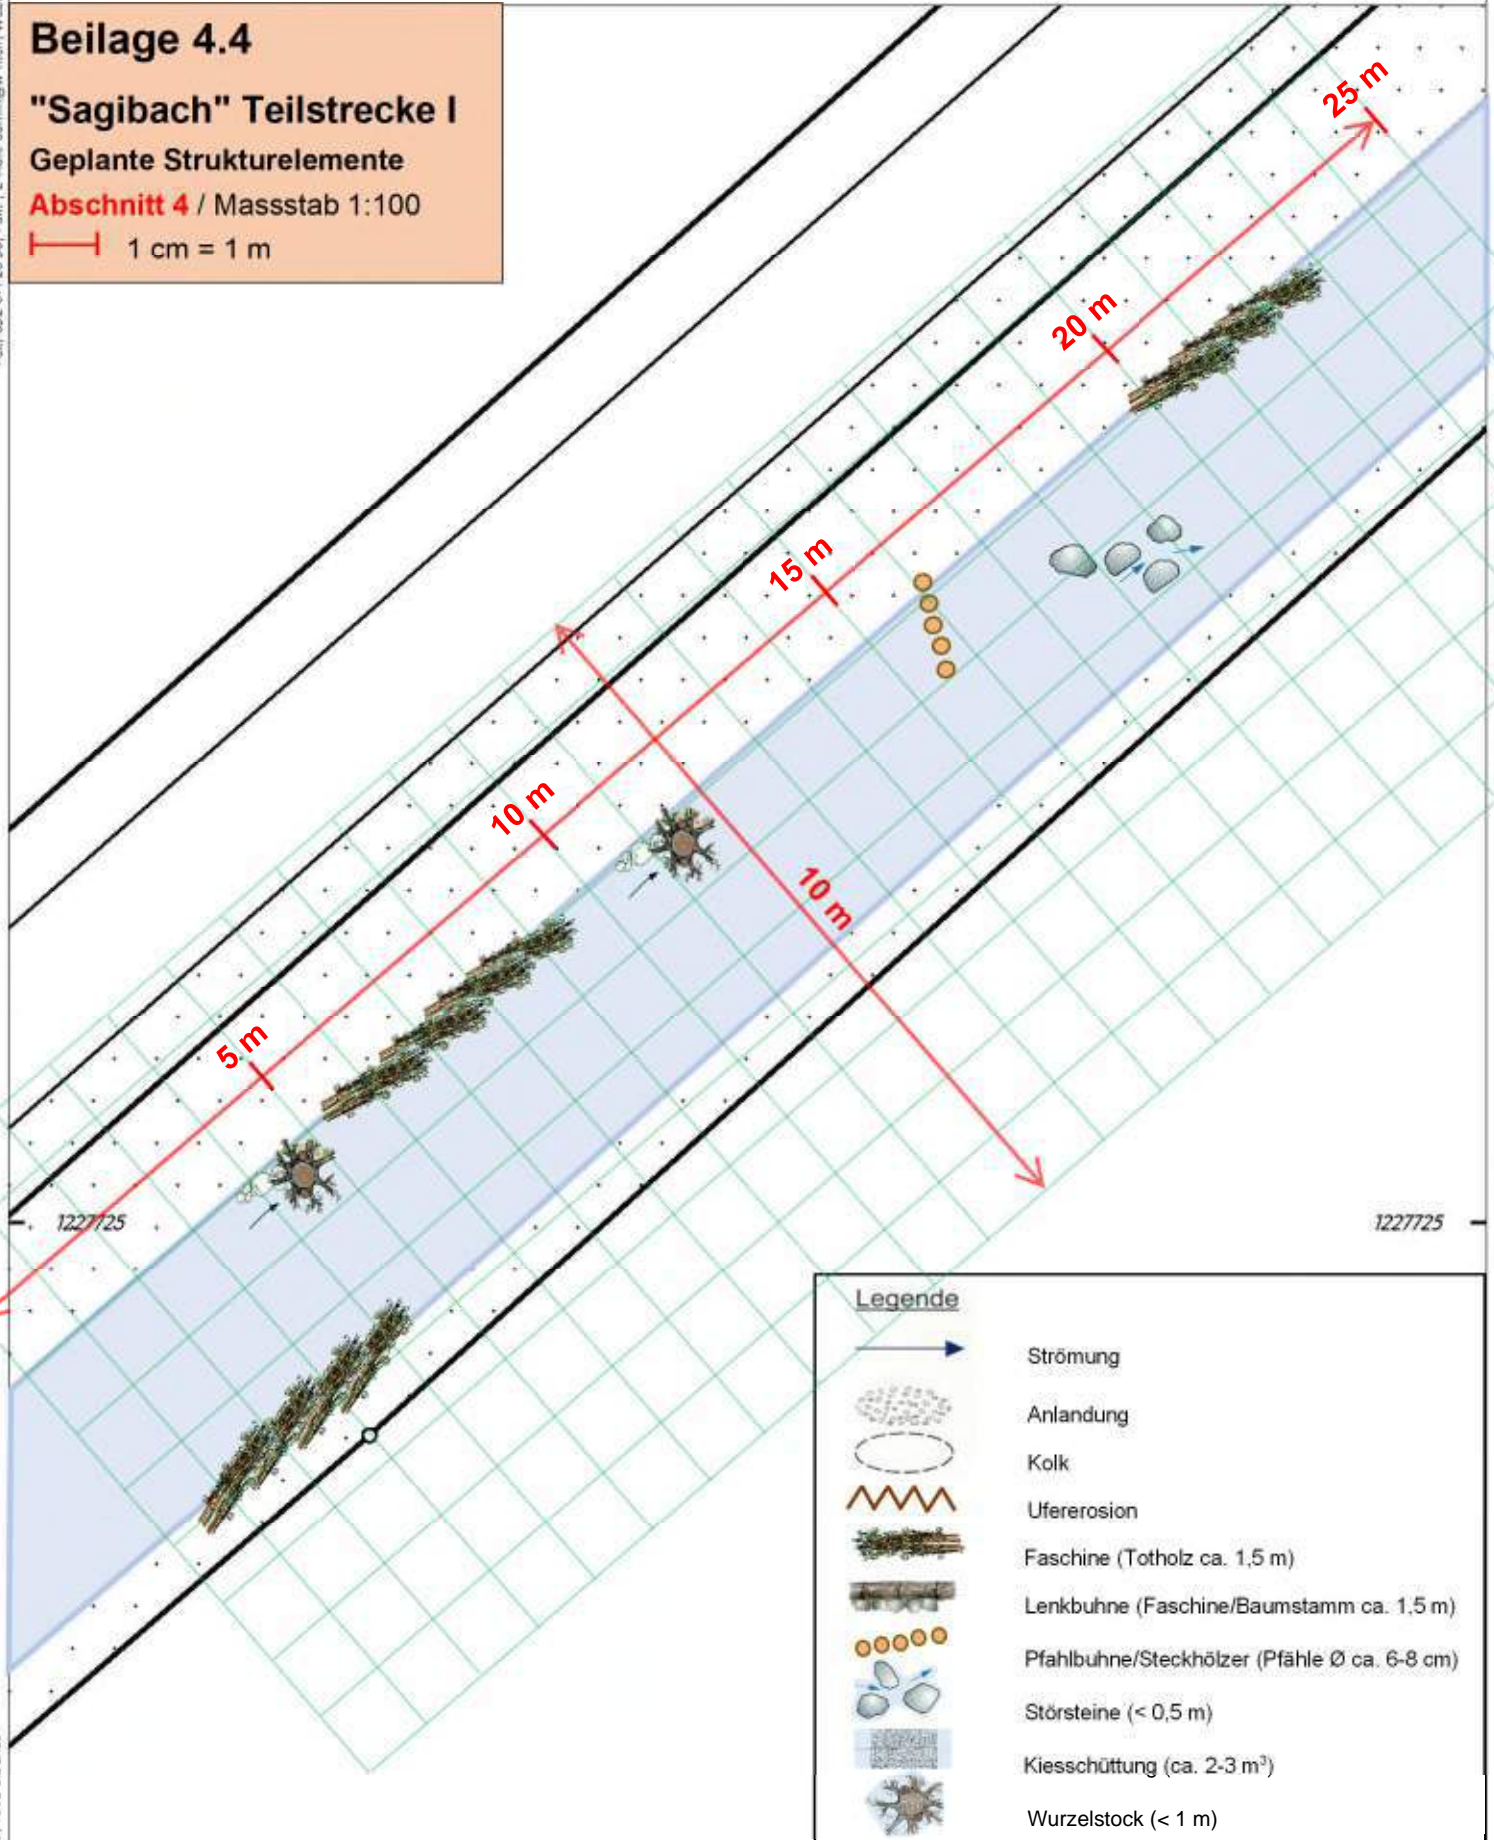 Beilage 4.4
"Sagibach" Teilstrecke I
Geplante Strukturelemente
Abschnitt 4 / Massstab 1:100
1 cm = 1 m
25 m
20 m
15 m
10 m
10 m
5 m
1227725
1227725
Legende
Strömung
Anlandung
Kolk
Ufererosion
Faschine (Totholz ca. 1,5 m)
Lenkbuhne (Faschine/Baumstamm ca. 1,5 m)
Pfahlbuhne/Steckhölzer (Pfähle Ø ca. 6-8 cm)
Störsteine (< 0,5 m)
Kiesschüttung (ca. 2-3 m³)
Wurzelstock (< 1 m)